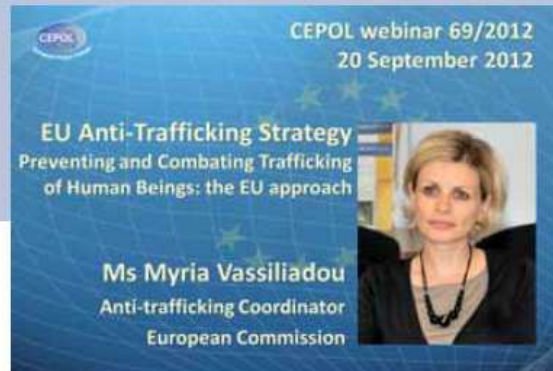 CEPOL
CEPOL webinar 69/2012
20 September 2012
EU Anti-Trafficking Strategy
Preventing and Combating Trafficking
of Human Beings: the EU approach
Ms Myria Vassiliadou
Anti-trafficking Coordinator
European Commission